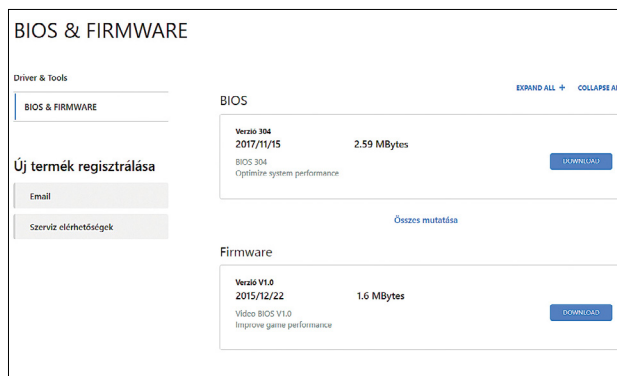 BIOS & FIRMWARE
Driver & Tools
BIOS & FIRMWARE
Új termék regisztrálása
Email
Szerviz elérhetőségek
EXPAND ALL + COLLAPSE A
BIOS
Verzió 304
2017/11/15 2.59 MBytes
BIOS 304
Optimize system performance
DOWNLOAD
Összes mutatása
Firmware
Verzió V1.0
2015/12/22 1.6 MBytes
Video BIOS V1.0
Improve game performance
DOWNLOAD